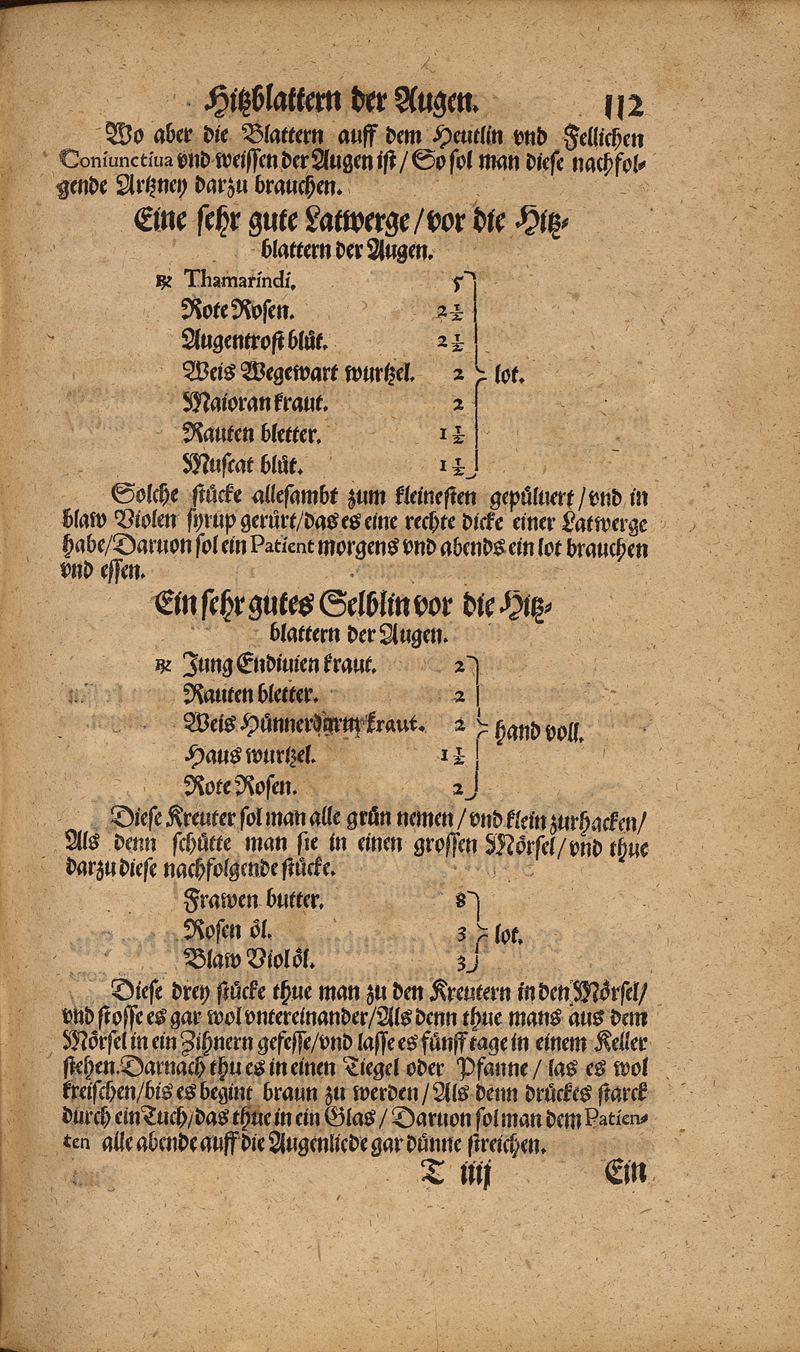 Hitzblattern der Augen. 112
Wo aber die Blattern auff dem Heutlin vnd Fellichen
Coniunctiua vnd weissen der Augen ist / So sol man diese nachfol⸗
gende Artzney darzu brauchen.
Eine sehr gute Latwerge / vor die Hitz⸗
blattern der Augen.
℞ Thamarindi. 5
Rote Rosen. 2½
Augentrost blüt. 2½
Weis Wegewart wurtzel. 2 lot.
Maioran kraut. 2
Rauten bletter. 1½
Muscat blüt. 1½
Solche stücke allesambt zum kleinesten gepüluert / vnd in
blaw Violen syrup gerürt / das es eine rechte dicke einer Latwerge
habe / Daruon sol ein Patient morgens vnd abends ein lot brauchen
vnd essen.
Ein sehr gutes Selblin vor die Hitz⸗
blattern der Augen.
℞ Jung Endiuien kraut. 2
Rauten bletter. 2
Weis Hünnerdarm kraut. 2 hand voll.
Haus wurtzel. 1½
Rote Rosen. 2
Diese Kreuter sol man alle grün nemen / vnd klein zurhacken /
Als denn schütte man sie in einen grossen Mörsel / vnd thue
darzu diese nachfolgende stücke.
Frawen butter. 8
Rosen öl. 3 lot.
Blaw Violöl. 3
Diese drey stücke thue man zu den Kreutern in den Mörsel /
vnd stosse es gar wol vntereinander / Als denn thue mans aus dem
Mörsel in ein Zihnern gefesse / vnd lasse es fünff tage in einem Keller
stehen. Darnach thu es in einen Tiegel oder Pfanne / las es wol
kreischen / bis es begint braun zu werden / Als denn drückes starck
durch ein Tuch / das thue in ein Glas / Daruon sol man dem Patien⸗
ten alle abende auff die Augenliede gar dünne streichen.
T iiij Ein